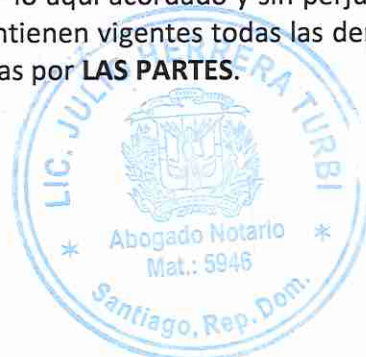 lo aquí acordado y sin perju
ntienen vigentes todas las der
as por LAS PARTES.
LIC. JULIO HERRERA TURBI
Abogado Notario
Mat.: 5946
* Santiago, Rep. Dom. *